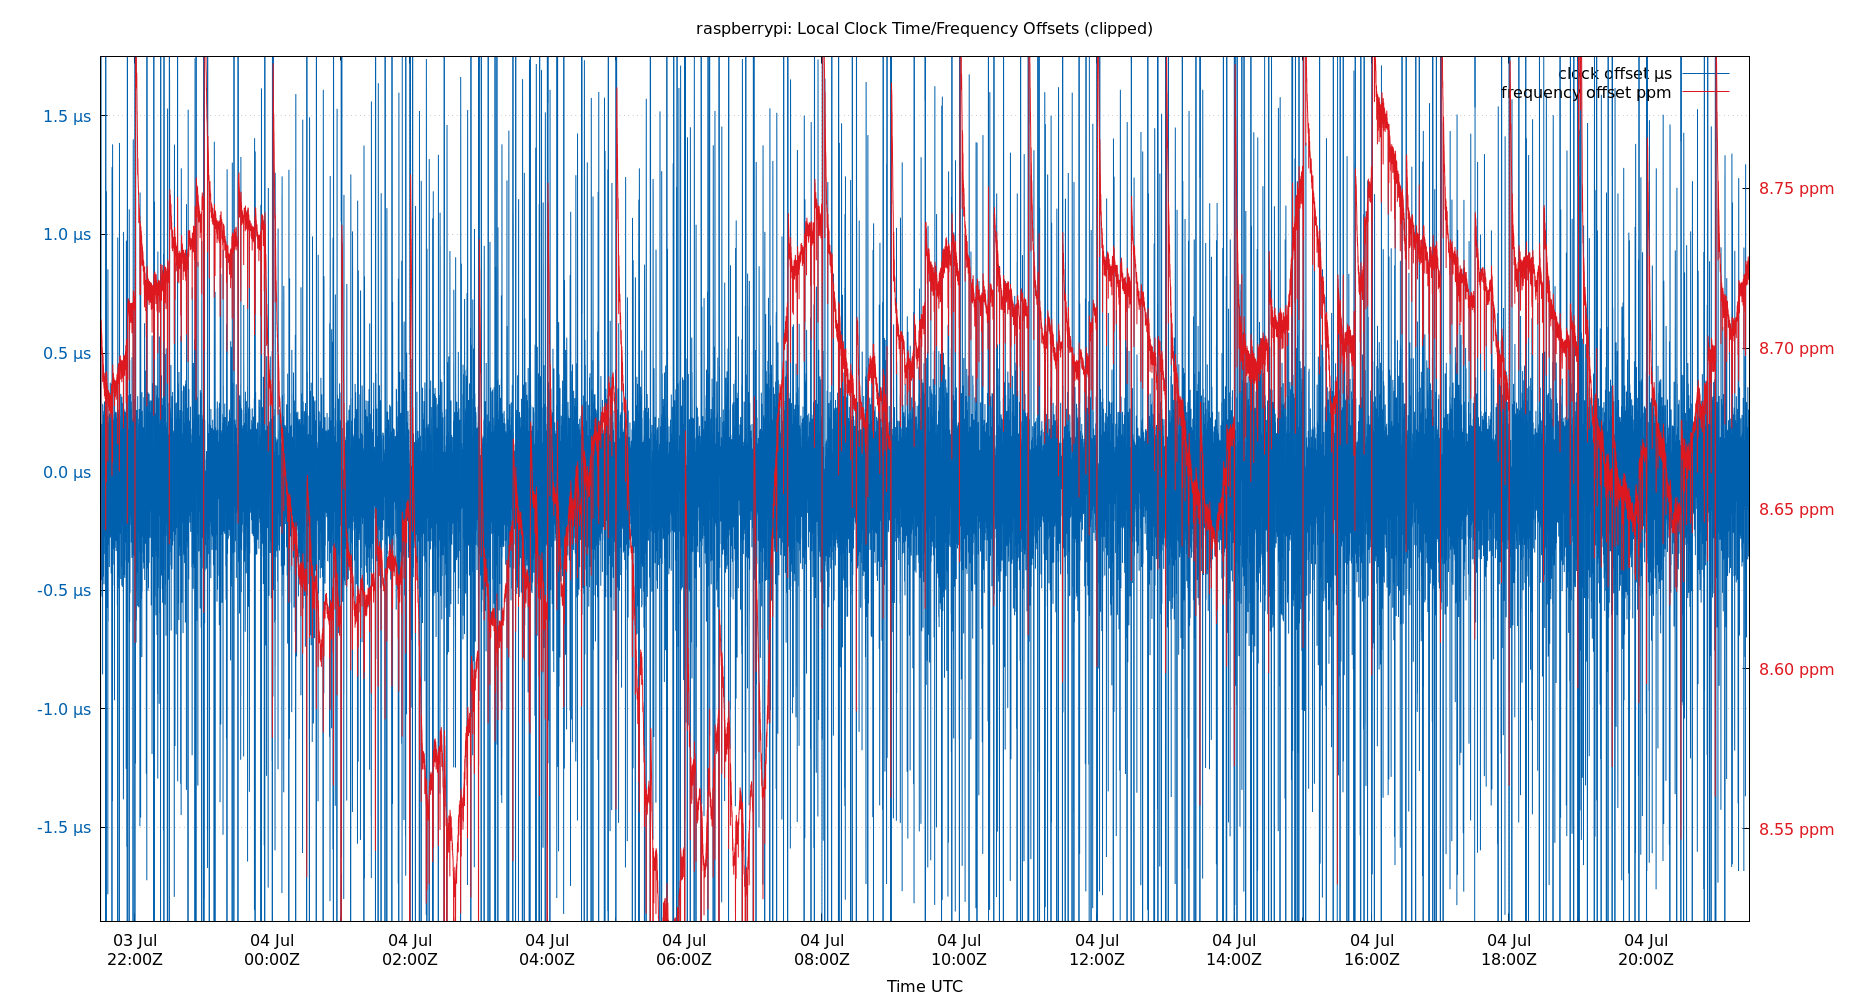 raspberrypi: Local Clock Time/Frequency Offsets (clipped)
clock offset µs
frequency offset ppm
1.5 µs
1.0 µs
0.5 µs
0.0 µs
-0.5 µs
-1.0 µs
-1.5 µs
8.75 ppm
8.70 ppm
8.65 ppm
8.60 ppm
8.55 ppm
03 Jul
22:00Z
04 Jul
00:00Z
04 Jul
02:00Z
04 Jul
04:00Z
04 Jul
06:00Z
04 Jul
08:00Z
04 Jul
10:00Z
04 Jul
12:00Z
04 Jul
14:00Z
04 Jul
16:00Z
04 Jul
18:00Z
04 Jul
20:00Z
Time UTC